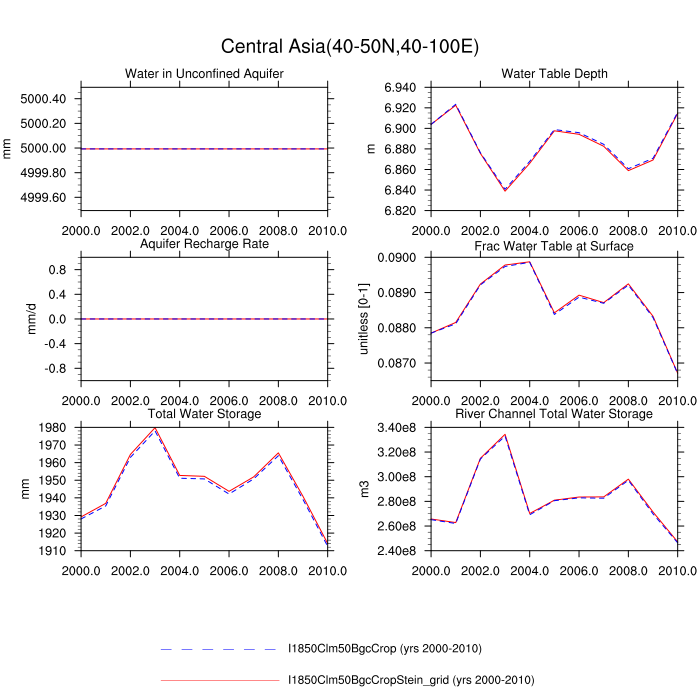 Central Asia(40-50N,40-100E)
Water in Unconfined Aquifer
5000.40
5000.20
5000.00
4999.80
4999.60
mm
2000.0 2002.0 2004.0 2006.0 2008.0 2010.0
Water Table Depth
6.940
6.920
6.900
6.880
6.860
6.840
6.820
m
2000.0 2002.0 2004.0 2006.0 2008.0 2010.0
Aquifer Recharge Rate
0.8
0.4
0.0
-0.4
-0.8
mm/d
2000.0 2002.0 2004.0 2006.0 2008.0 2010.0
Frac Water Table at Surface
0.0900
0.0890
0.0880
0.0870
unitless [0-1]
2000.0 2002.0 2004.0 2006.0 2008.0 2010.0
Total Water Storage
1980
1970
1960
1950
1940
1930
1920
1910
mm
2000.0 2002.0 2004.0 2006.0 2008.0 2010.0
River Channel Total Water Storage
3.40e8
3.20e8
3.00e8
2.80e8
2.60e8
2.40e8
m3
2000.0 2002.0 2004.0 2006.0 2008.0 2010.0
I1850Clm50BgcCrop (yrs 2000-2010)
I1850Clm50BgcCropStein_grid (yrs 2000-2010)